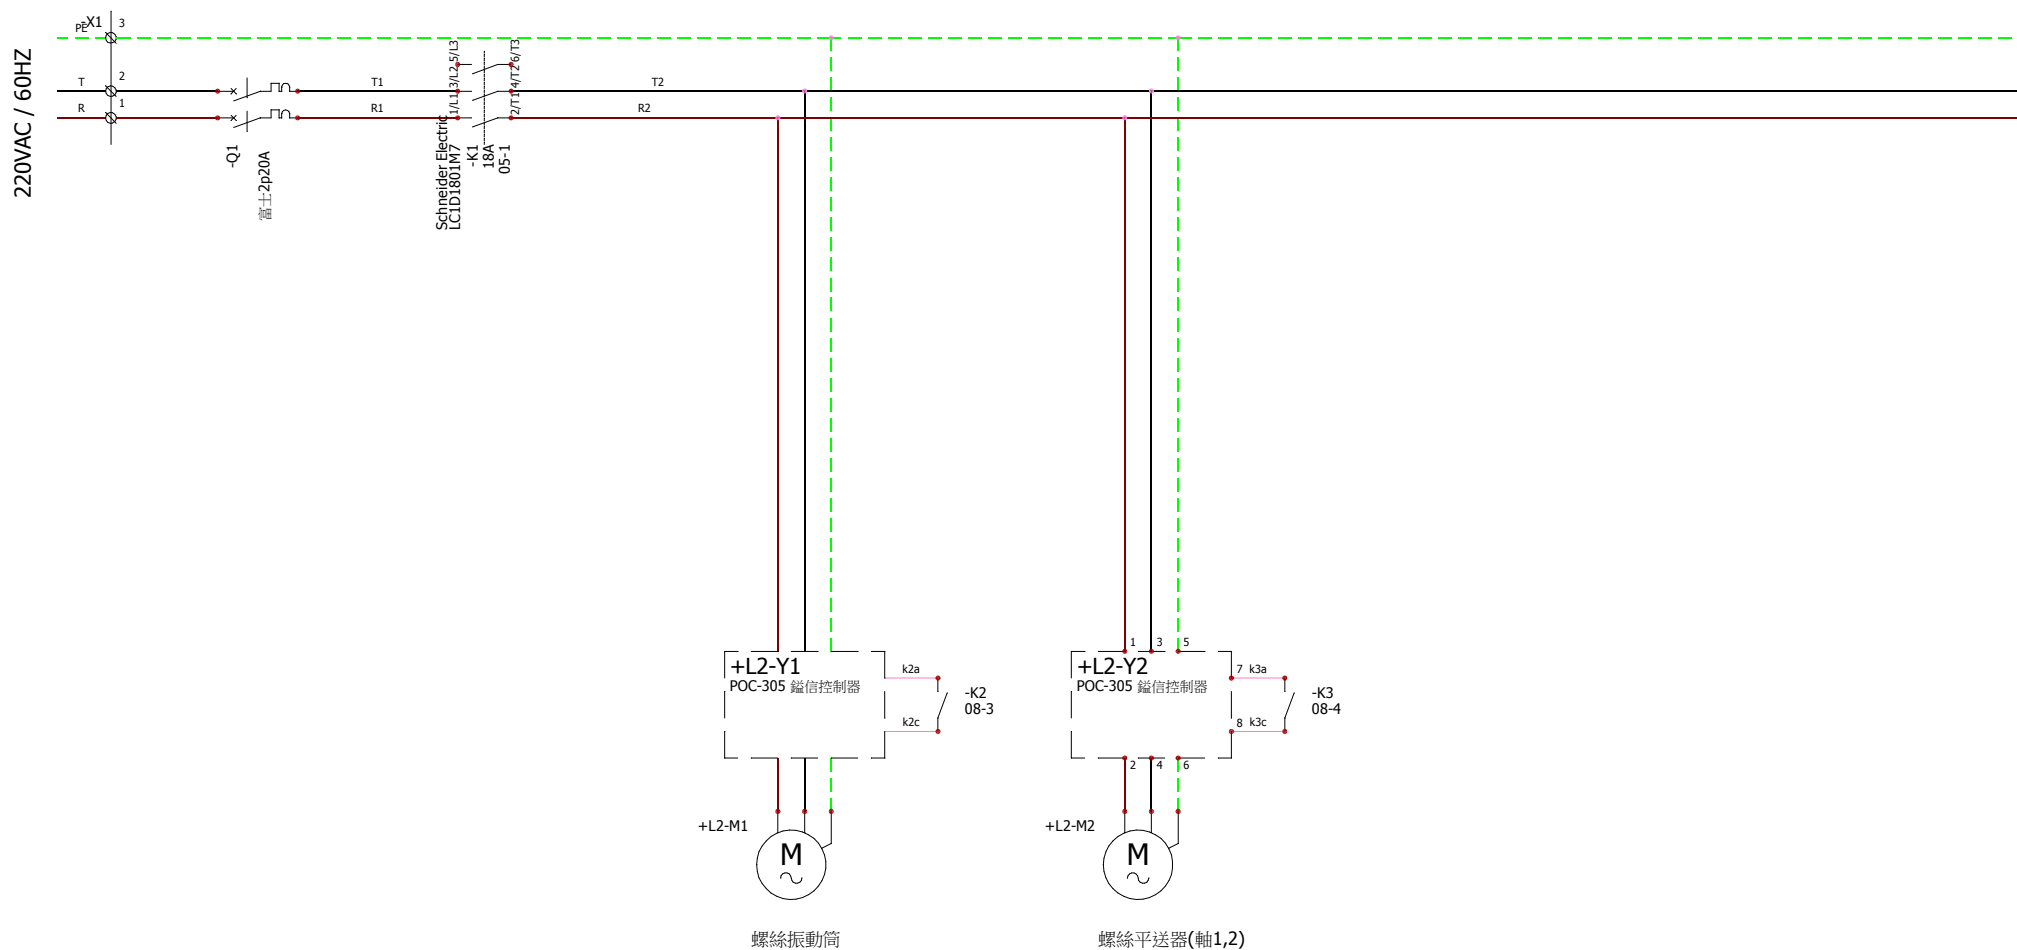 -X1
3
PE
220VAC / 60HZ
T
2
R
1
-Q1
富士2p20A
T1
R1
1/L1
3/L2
5/L3
2/T1
4/T2
6/T3
Schneider Electric
LC1D1801M7
-K1
18A
05-1
T2
R2
+L2-Y1
POC-305 鎰信控制器
k2a
k2c
-K2
08-3
1
3
5
+L2-Y2
POC-305 鎰信控制器
7
k3a
8
k3c
-K3
08-4
2
4
6
+L2-M1
M
+L2-M2
M
螺絲振動筒
螺絲平送器(軸1,2)